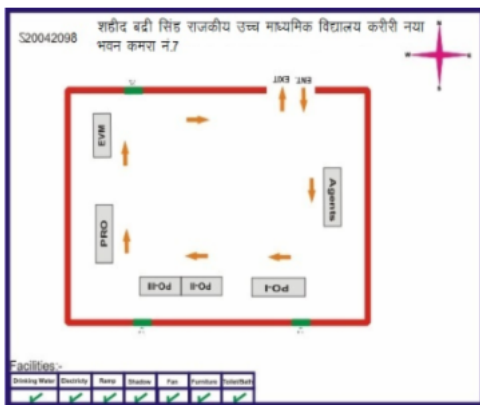 S20042098
शहीद बद्री सिंह राजकीय उच्च माध्यमिक विद्यालय करीरी नया
भवन कमरा नं.7
EXIT ENT.
EVM
Agents
PRO
PO-III PO-II
PO-I
Facilities:-
Drinking Water Electricity Ramp Shadow Fan Furniture Toilet/Bath